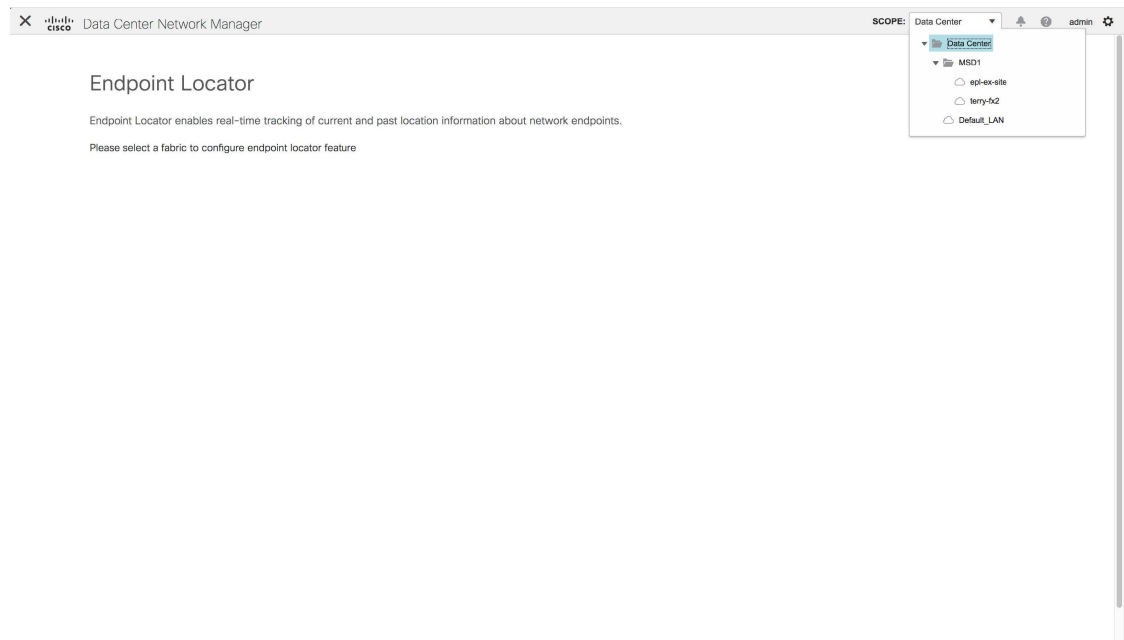 cisco Data Center Network Manager SCOPE: Data Center admin
Data Center
MSD1
epl-ex-site
terry-fx2
Default_LAN
Endpoint Locator
Endpoint Locator enables real-time tracking of current and past location information about network endpoints.
Please select a fabric to configure endpoint locator feature